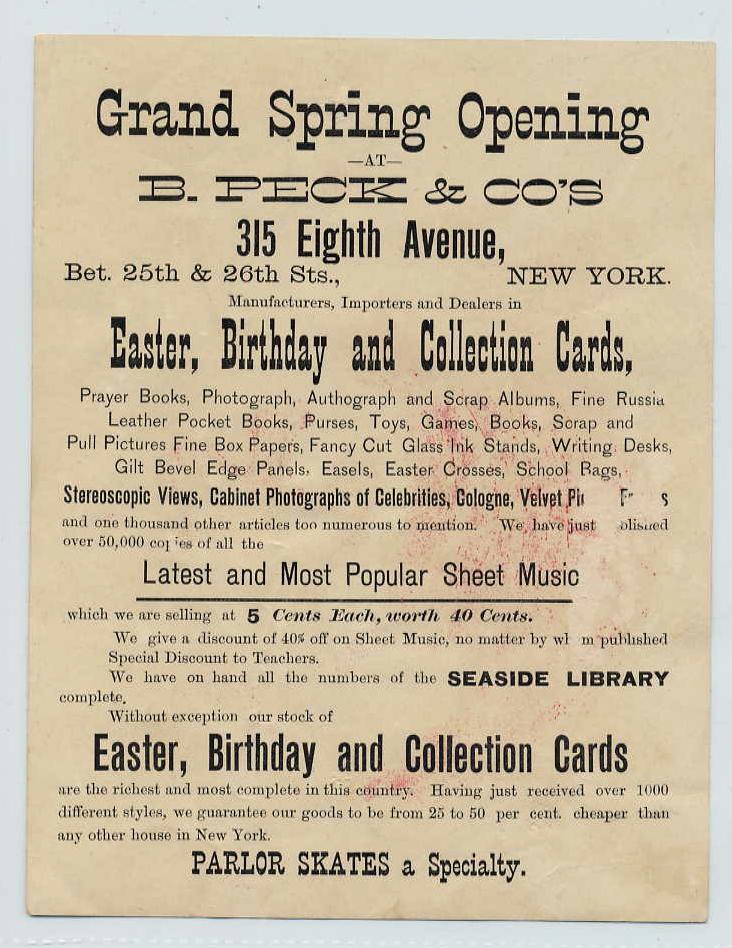 Grand Spring Opening
—AT—
B. PECK & CO'S
315 Eighth Avenue,
Bet. 25th & 26th Sts., NEW YORK.
Manufacturers, Importers and Dealers in
Easter, Birthday and Collection Cards,
Prayer Books, Photograph, Authograph and Scrap Albums, Fine Russia
Leather Pocket Books, Purses, Toys, Games, Books, Scrap and
Pull Pictures Fine Box Papers, Fancy Cut Glass Ink Stands, Writing Desks,
Gilt Bevel Edge Panels, Easels, Easter Crosses, School Bags,
Stereoscopic Views, Cabinet Photographs of Celebrities, Cologne, Velvet
and one thousand other articles too numerous to mention. We have just
over 50,000 of all the
Latest and Most Popular Sheet Music
which we are selling at 5 Cents Each, worth 40 Cents.
We give a discount of 40% off on Sheet Music, no matter by published
Special Discount to Teachers.
We have on hand all the numbers of the SEASIDE LIBRARY
complete.
Without exception our stock of
Easter, Birthday and Collection Cards
are the richest and most complete in this country. Having just received over 1000
different styles, we guarantee our goods to be from 25 to 50 per cent. cheaper than
any other house in New York.
PARLOR SKATES a Specialty.